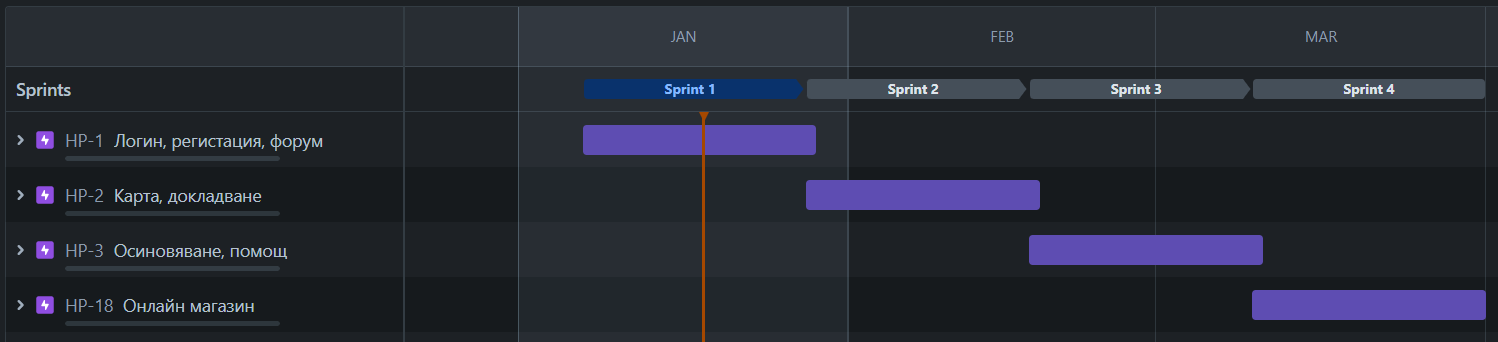 JAN FEB MAR
Sprints Sprint 1 Sprint 2 Sprint 3 Sprint 4
HP-1 Логин, регистация, форум
HP-2 Карта, докладване
HP-3 Осиновяване, помощ
HP-18 Онлайн магазин